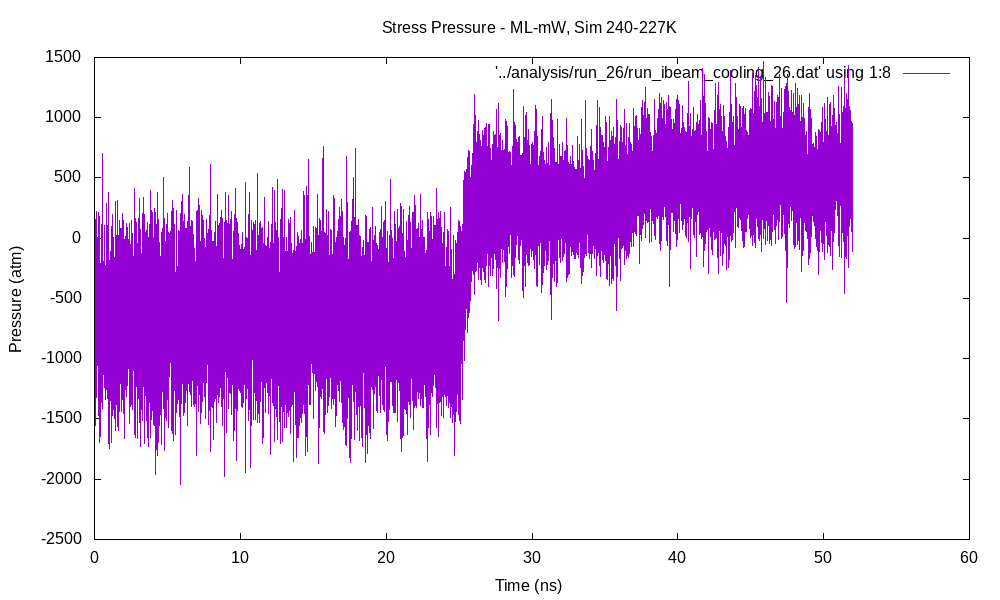 Stress Pressure - ML-mW, Sim 240-227K
'../analysis/run_26/run_ibeam_cooling_26.dat' using 1:8
1500
1000
500
0
-500
-1000
-1500
-2000
-2500
Pressure (atm)
0 10 20 30 40 50 60
Time (ns)